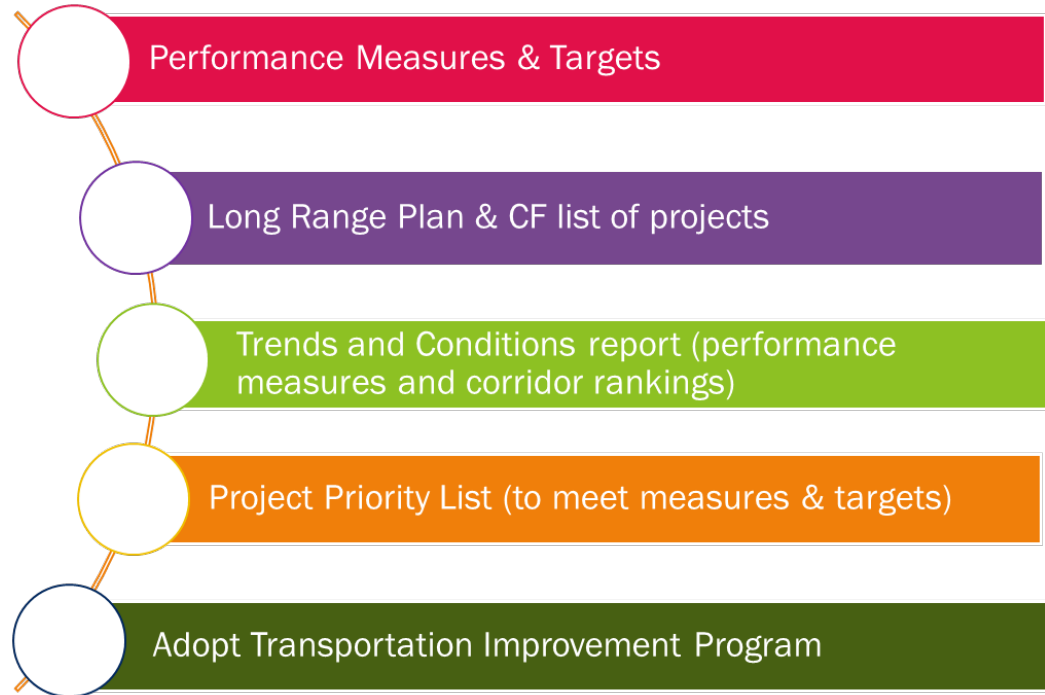 Performance Measures & Targets
Long Range Plan & CF list of projects
Trends and Conditions report (performance
measures and corridor rankings)
Project Priority List (to meet measures & targets)
Adopt Transportation Improvement Program